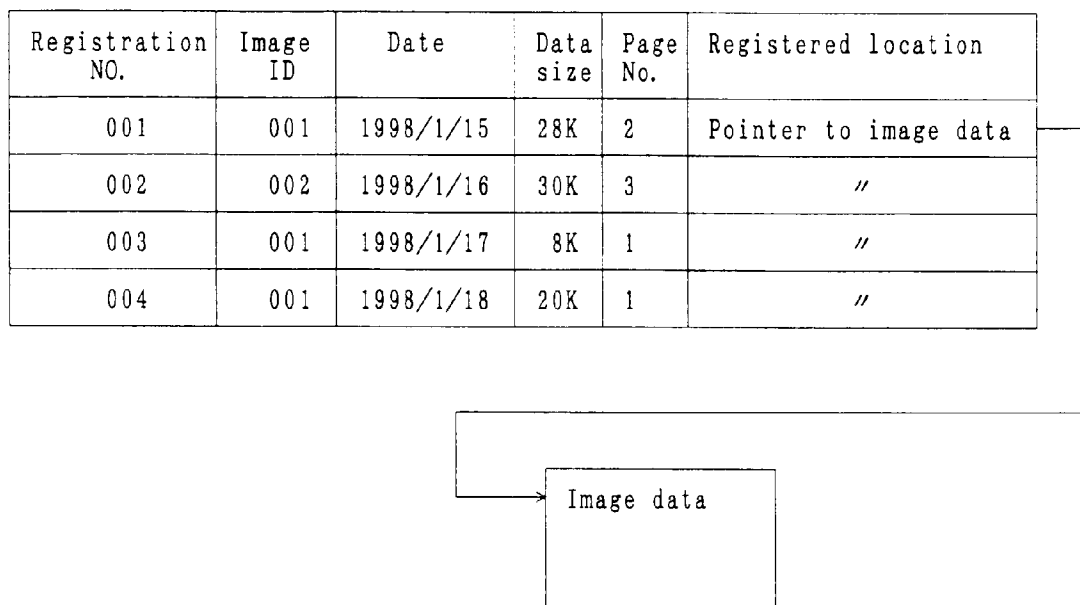 Registration NO. Image ID Date Data size Page No. Registered location
001 001 1998/1/15 28K 2 Pointer to image data
002 002 1998/1/16 30K 3 〃
003 001 1998/1/17 8K 1 〃
004 001 1998/1/18 20K 1 〃
Image data